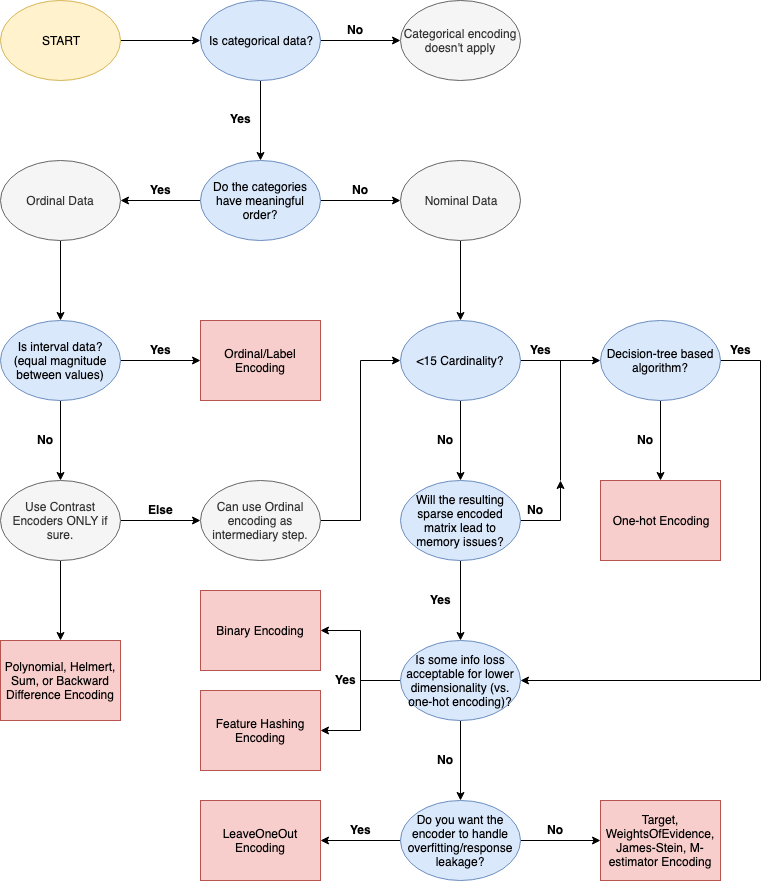 START
Is categorical data?
No
Categorical encoding
doesn't apply
Yes
Ordinal Data
Yes
Do the categories
have meaningful
order?
No
Nominal Data
Is interval data?
(equal magnitude
between values)
Yes
Ordinal/Label
Encoding
<15 Cardinality?
Yes
Decision-tree based
algorithm?
Yes
No
No
No
Use Contrast
Encoders ONLY if
sure.
Else
Can use Ordinal
encoding as
intermediary step.
Will the resulting
sparse encoded
matrix lead to
memory issues?
No
One-hot Encoding
Yes
Binary Encoding
Polynomial, Helmert,
Sum, or Backward
Difference Encoding
Yes
Is some info loss
acceptable for lower
dimensionality (vs.
one-hot encoding)?
Feature Hashing
Encoding
No
LeaveOneOut
Encoding
Yes
Do you want the
encoder to handle
overfitting/response
leakage?
No
Target,
WeightsOfEvidence,
James-Stein, M-
estimator Encoding